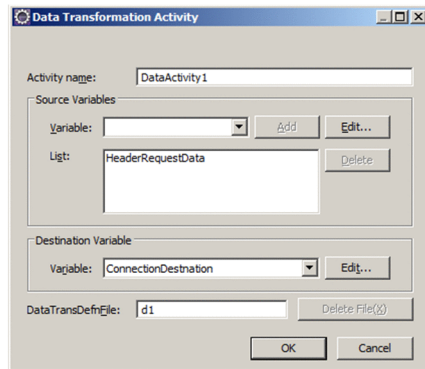 Data Transformation Activity
Activity name: DataActivity1
Source Variables
Variable: Add Edit...
List: HeaderRequestData Delete
Destination Variable
Variable: ConnectionDestnation Edit...
DataTransDefnFile: d1 Delete File(X)
OK Cancel